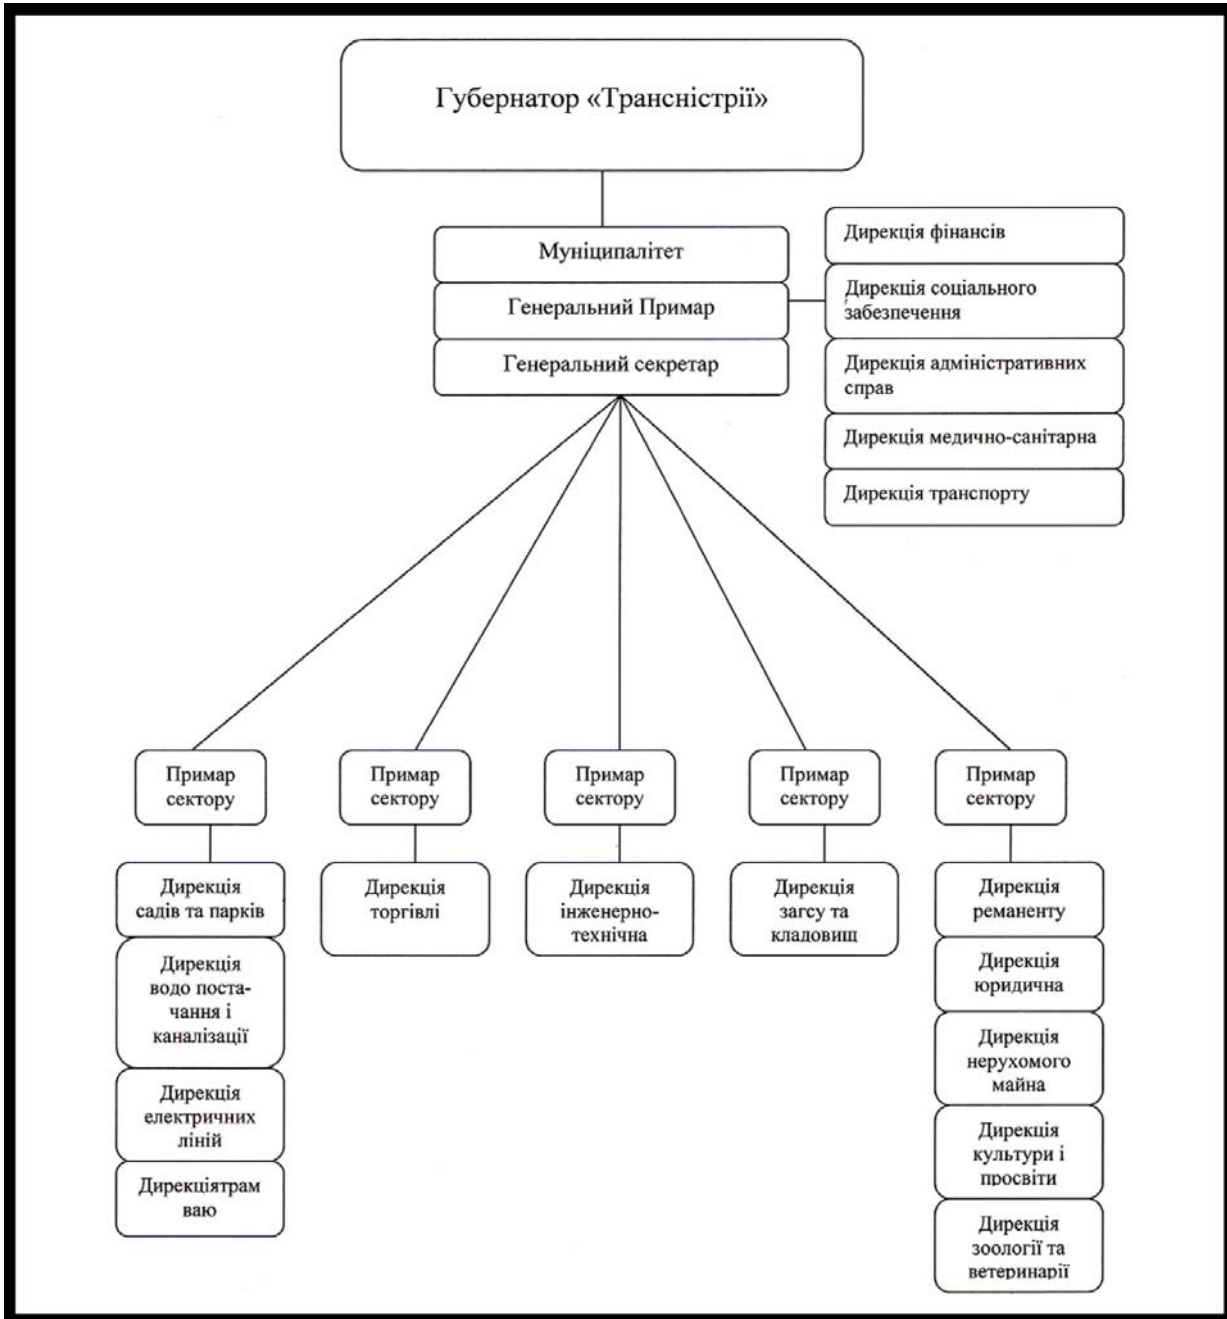 Губернатор «Трансністрії»
Муніципалітет
Генеральний Примар
Генеральний секретар
Дирекція фінансів
Дирекція соціального
забезпечення
Дирекція адміністративних
справ
Дирекція медично-санітарна
Дирекція транспорту
Примар
сектору
Дирекція
садів та парків
Дирекція
водо поста-
чання і
каналізації
Дирекція
електричних
ліній
Дирекціятрам
ваю
Примар
сектору
Дирекція
торгівлі
Примар
сектору
Дирекція
інженерно-
технічна
Примар
сектору
Дирекція
загсу та
кладовищ
Примар
сектору
Дирекція
реманенту
Дирекція
юридична
Дирекція
нерухомого
майна
Дирекція
культури і
просвіти
Дирекція
зоології та
ветеринарії